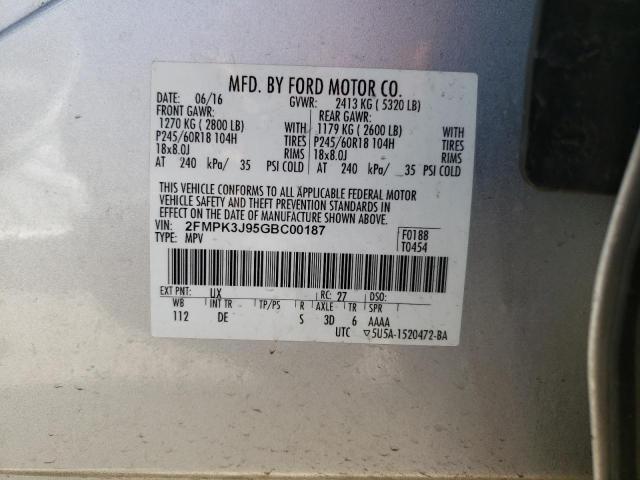 MFD. BY FORD MOTOR CO.
DATE: 06/16 GVWR: 2413 KG ( 5320 LB)
FRONT GAWR: REAR GAWR:
1270 KG ( 2800 LB) WITH 1179 KG ( 2600 LB) WITH
P245/60R18 104H TIRES P245/60R18 104H TIRES
18x8.0J RIMS 18x8.0J RIMS
AT 240 kPa/ 35 PSI COLD AT 240 kPa/ 35 PSI COLD
THIS VEHICLE CONFORMS TO ALL APPLICABLE FEDERAL MOTOR
VEHICLE SAFETY AND THEFT PREVENTION STANDARDS IN
EFFECT ON THE DATE OF MANUFACTURE SHOWN ABOVE.
VIN: 2FMPK3J95GBC00187 F0188
TYPE: MPV T0454
EXT PNT: UX RC: 27 DSO:
WB INT TR TP/PS R AXLE TR SPR
112 DE S 3D 6 AAAA
UTC ▽5U5A-1520472-BA